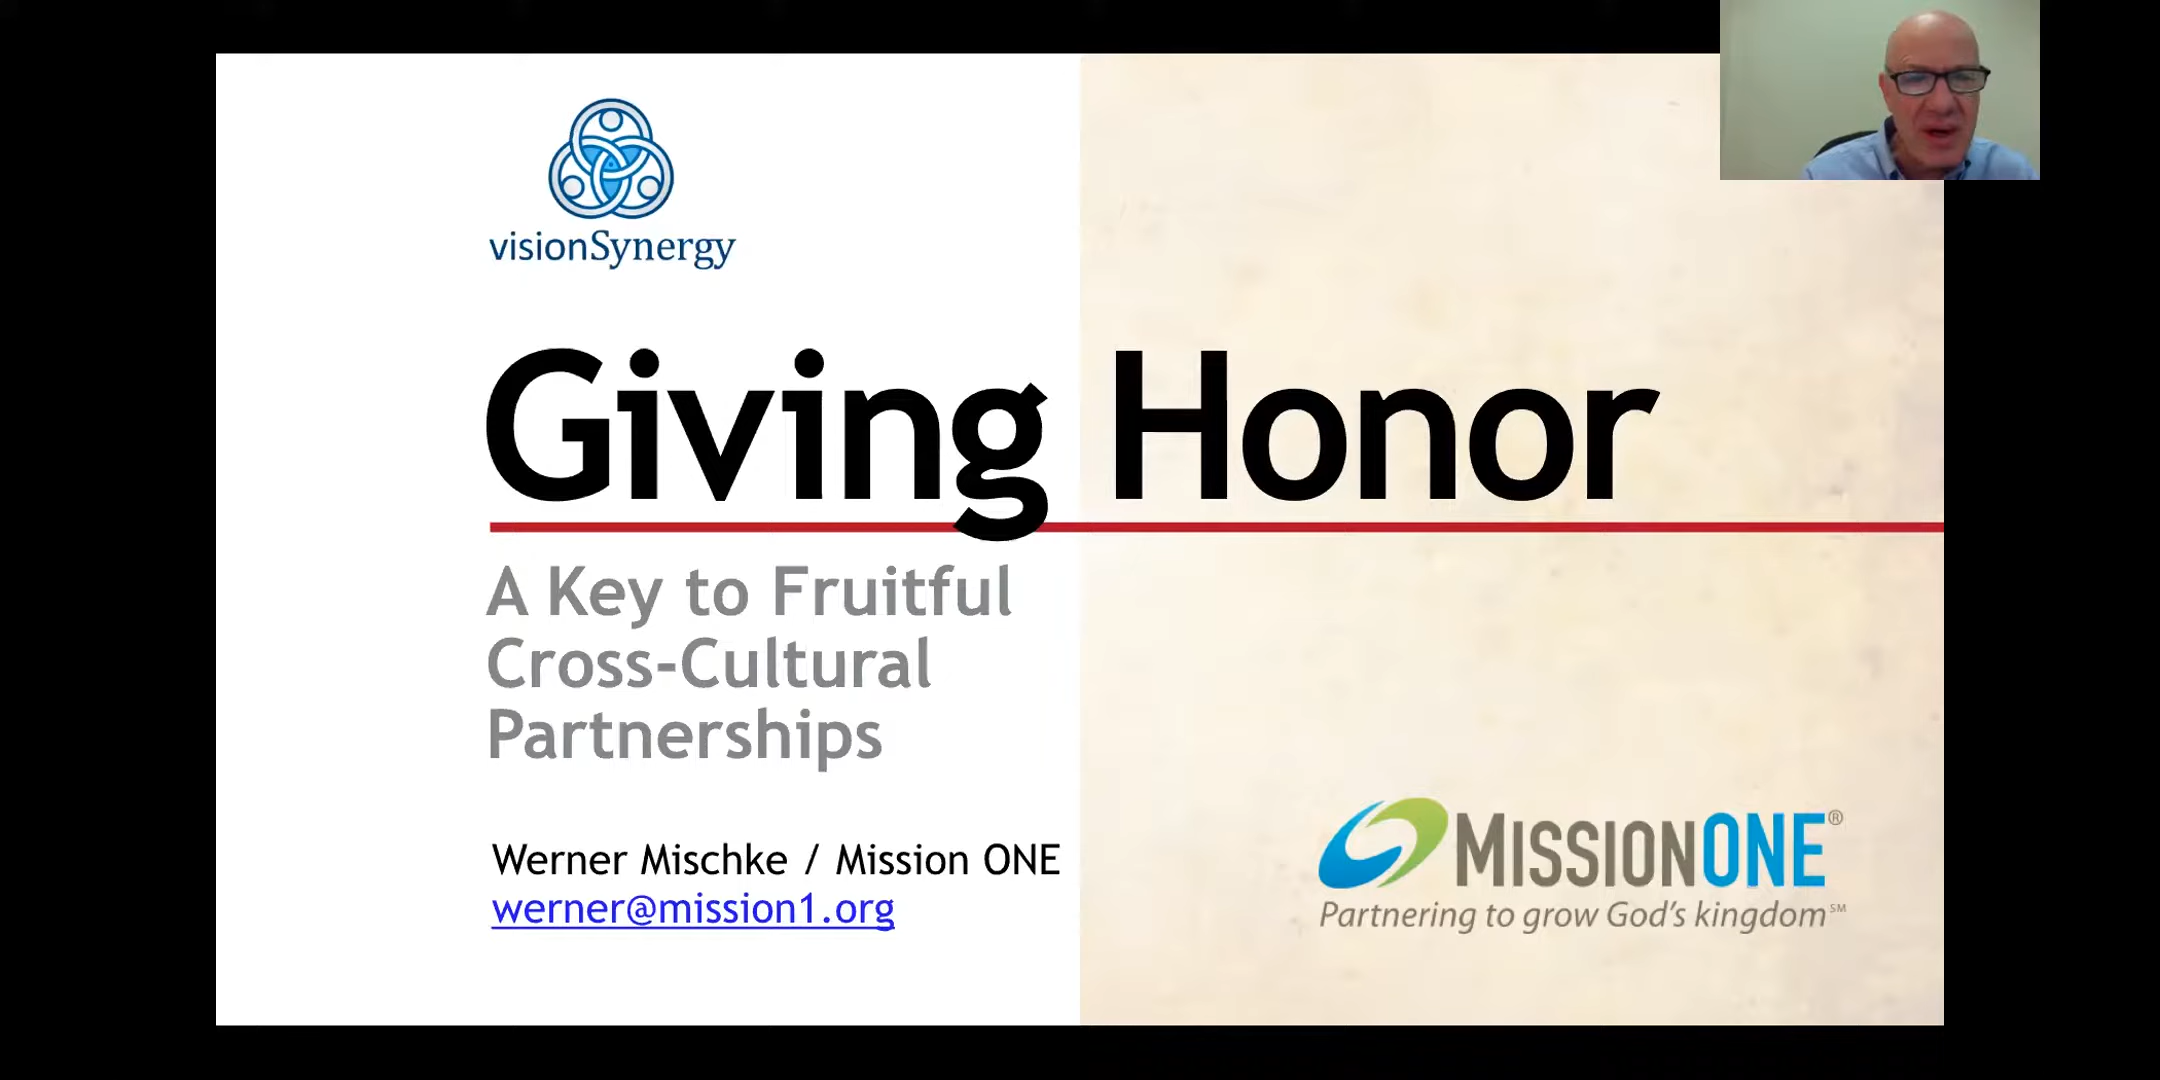 visionSynergy
Giving Honor
A Key to Fruitful
Cross-Cultural
Partnerships
Werner Mischke / Mission ONE
werner@mission1.org
MISSIONONE®
Partnering to grow God's kingdom℠